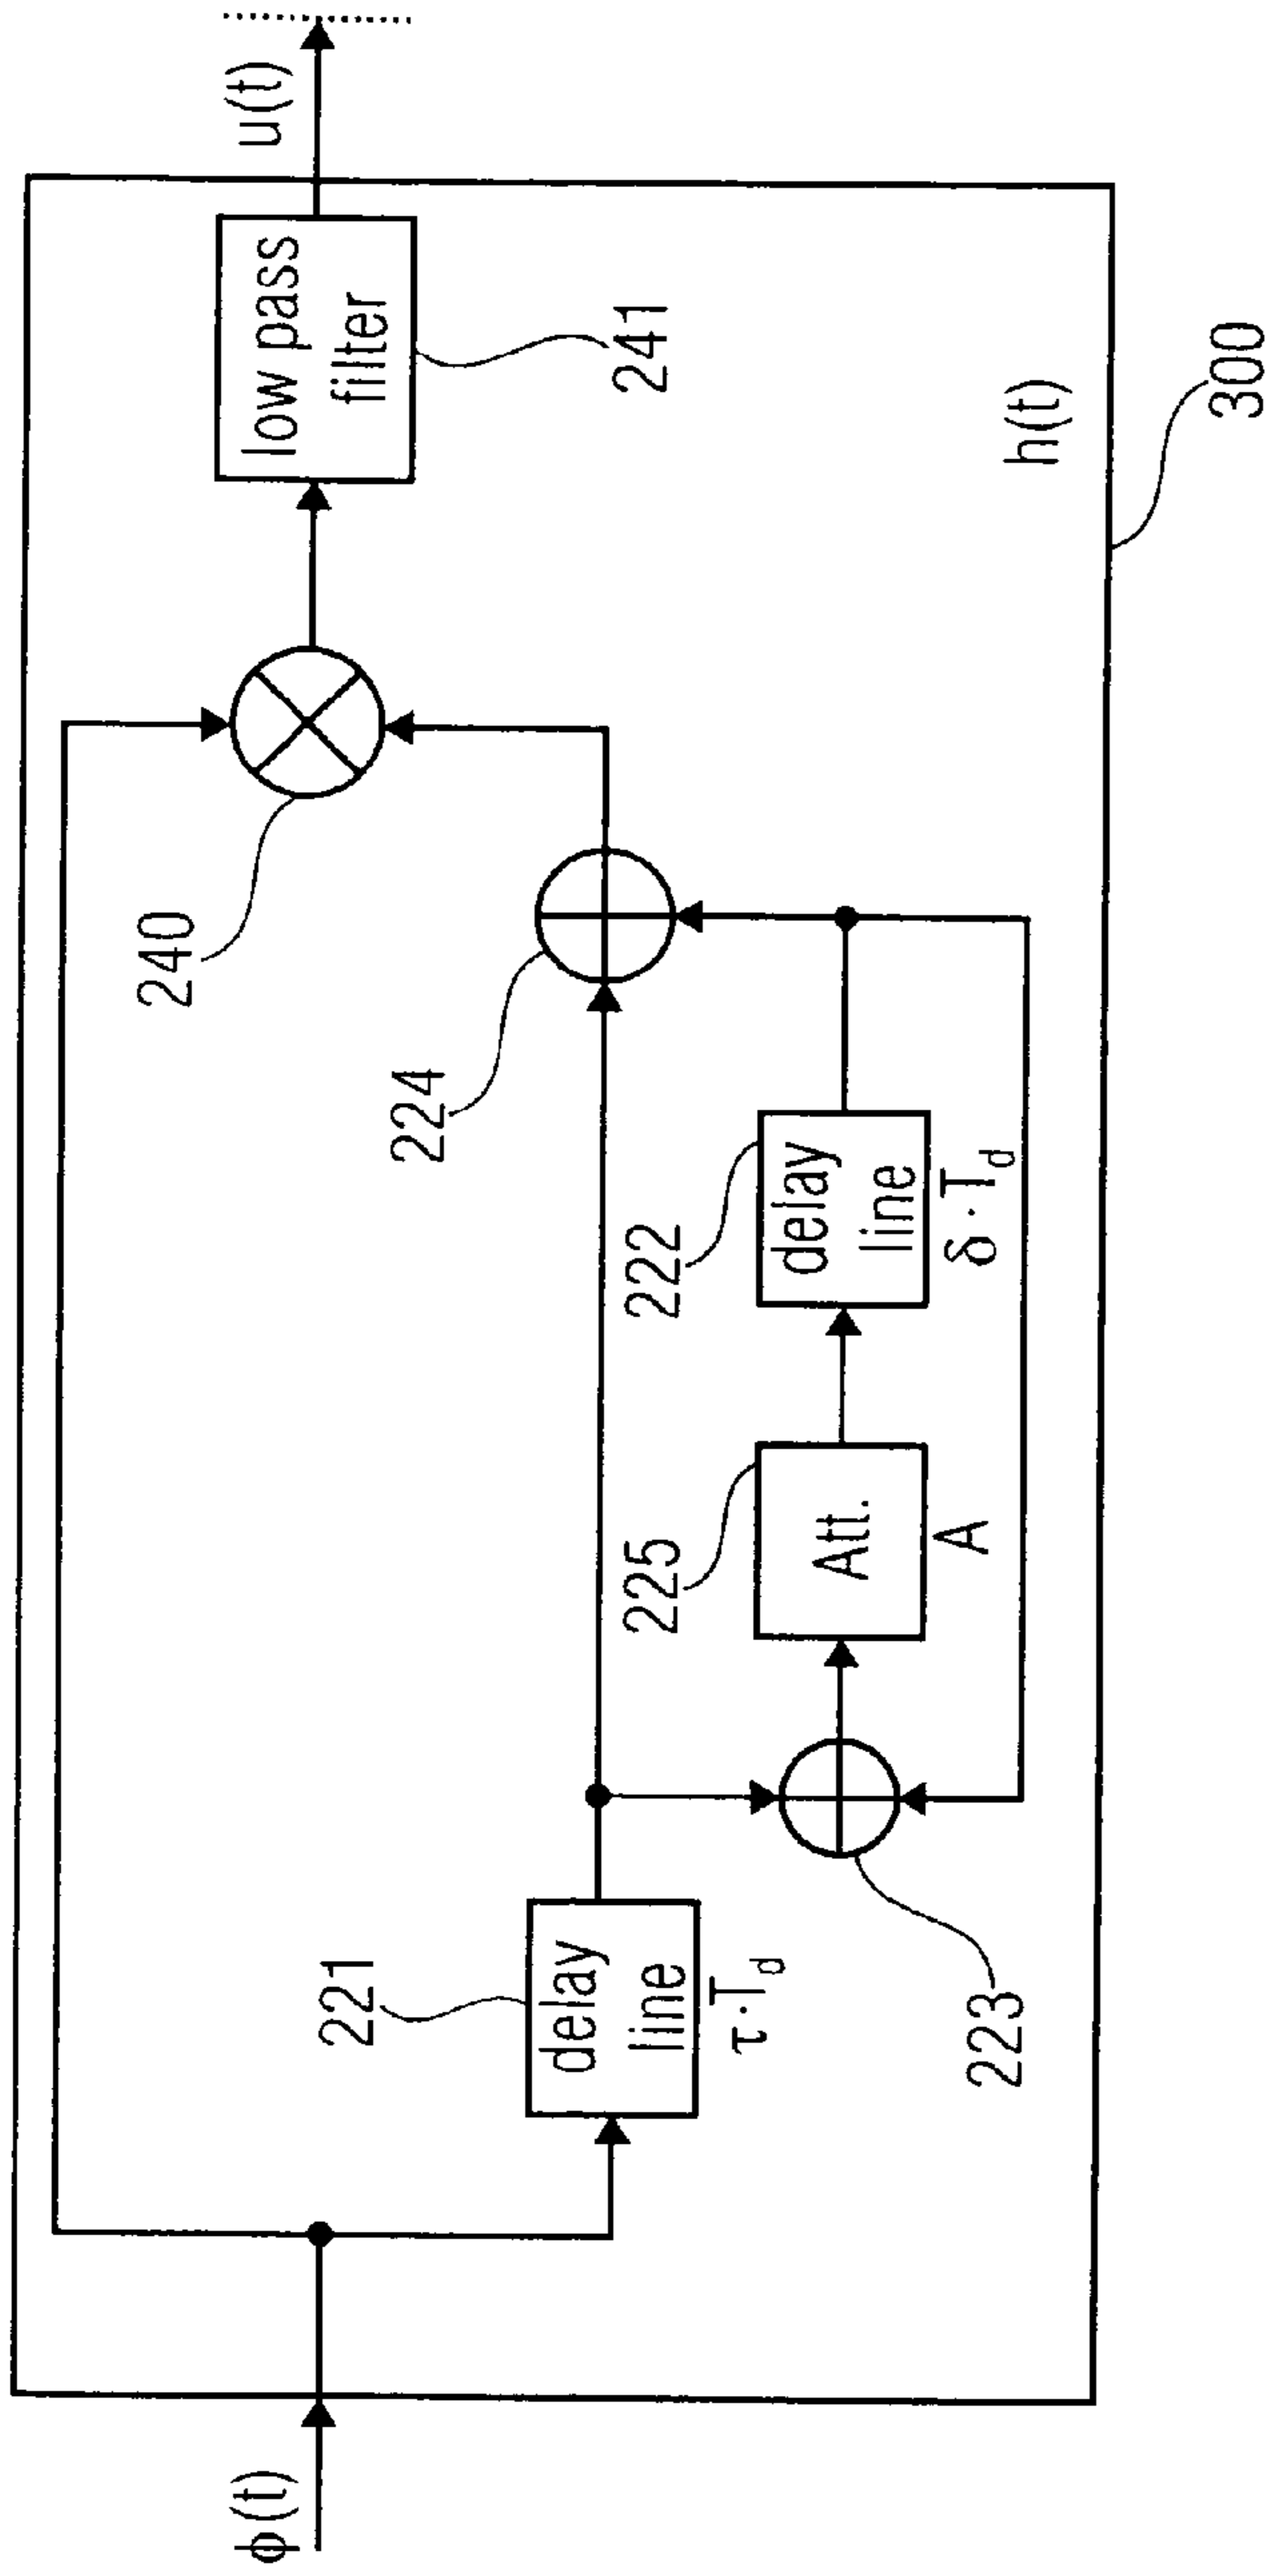 ϕ(t)
221
delay
line
τ·T_d
223
225
Att.
A
222
delay
line
δ·T_d
224
240
low pass
filter
241
u(t)
h(t)
300